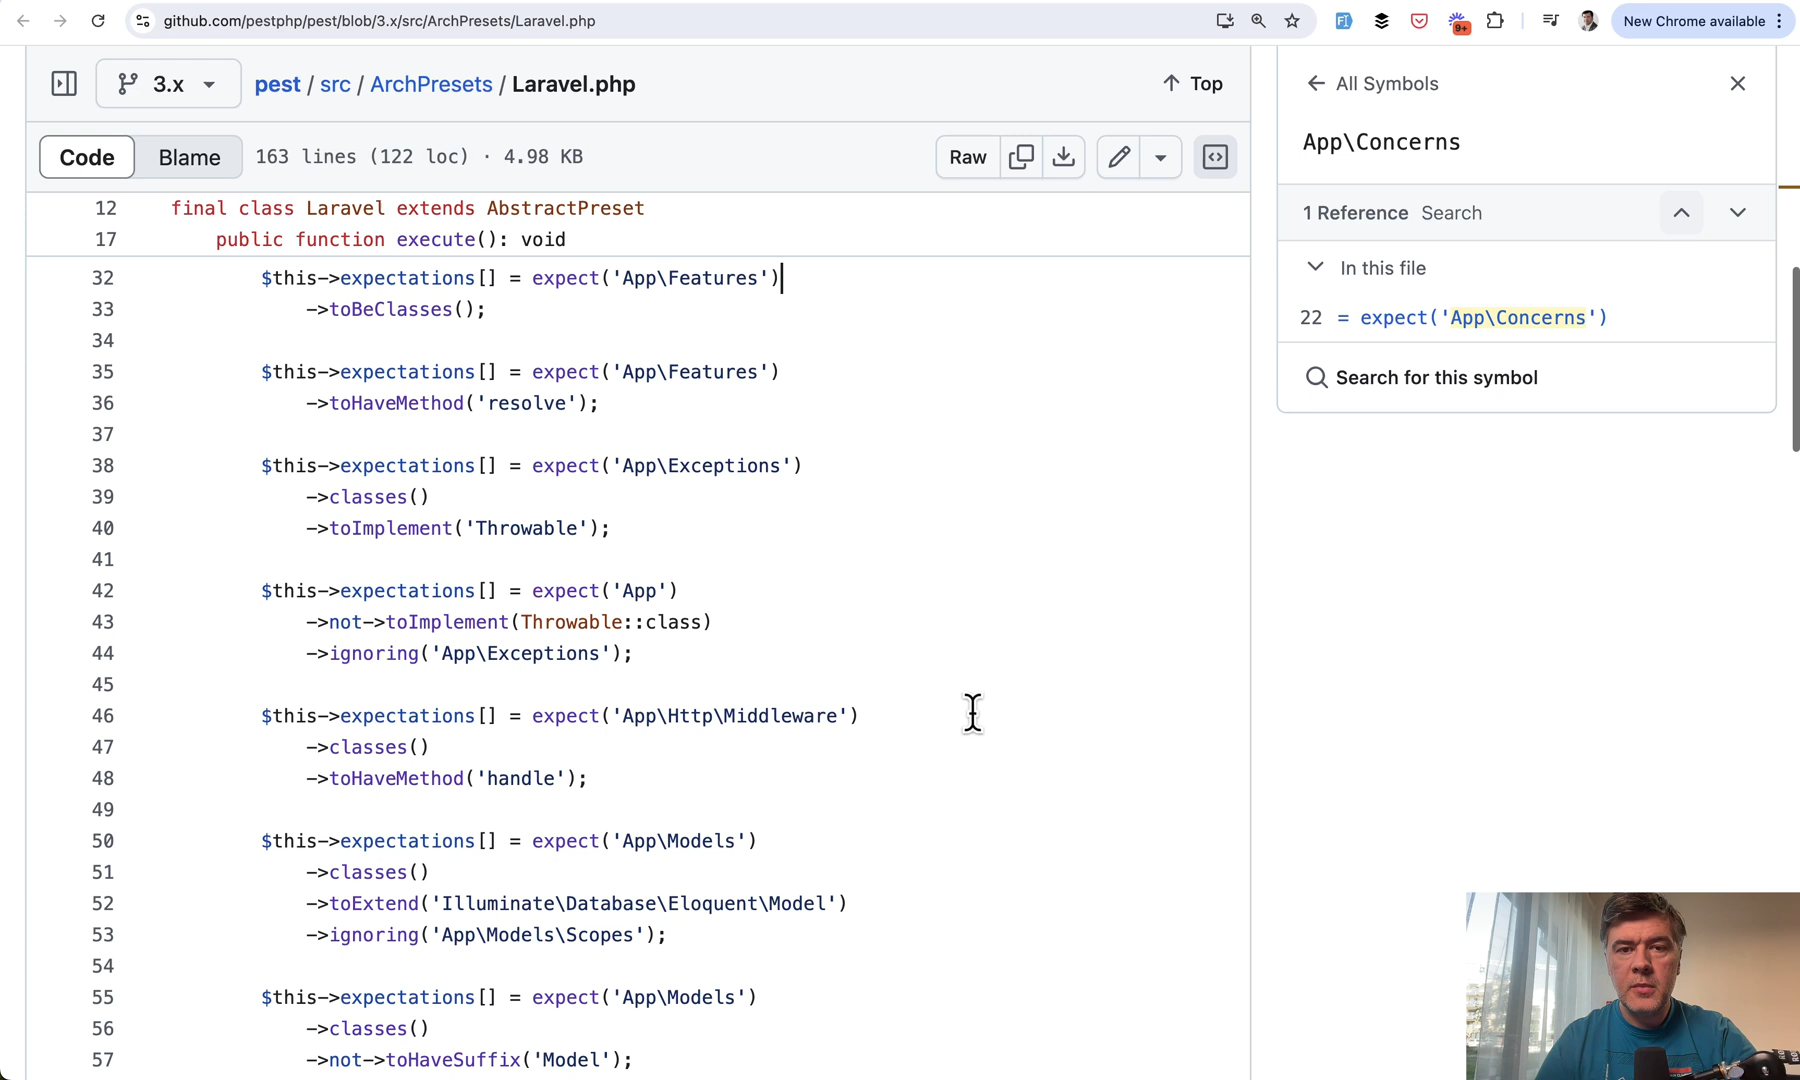 github.com/pestphp/pest/blob/3.x/src/ArchPresets/Laravel.php
9+
New Chrome available
3.x
pest / src / ArchPresets / Laravel.php
Top
Code
Blame
163 lines (122 loc) · 4.98 KB
Raw
12 final class Laravel extends AbstractPreset
17 public function execute(): void
32 $this->expectations[] = expect('App\Features')
33 ->toBeClasses();
34
35 $this->expectations[] = expect('App\Features')
36 ->toHaveMethod('resolve');
37
38 $this->expectations[] = expect('App\Exceptions')
39 ->classes()
40 ->toImplement('Throwable');
41
42 $this->expectations[] = expect('App')
43 ->not->toImplement(Throwable::class)
44 ->ignoring('App\Exceptions');
45
46 $this->expectations[] = expect('App\Http\Middleware')
47 ->classes()
48 ->toHaveMethod('handle');
49
50 $this->expectations[] = expect('App\Models')
51 ->classes()
52 ->toExtend('Illuminate\Database\Eloquent\Model')
53 ->ignoring('App\Models\Scopes');
54
55 $this->expectations[] = expect('App\Models')
56 ->classes()
57 ->not->toHaveSuffix('Model');
All Symbols
App\Concerns
1 Reference Search
In this file
22 = expect('App\Concerns')
Search for this symbol